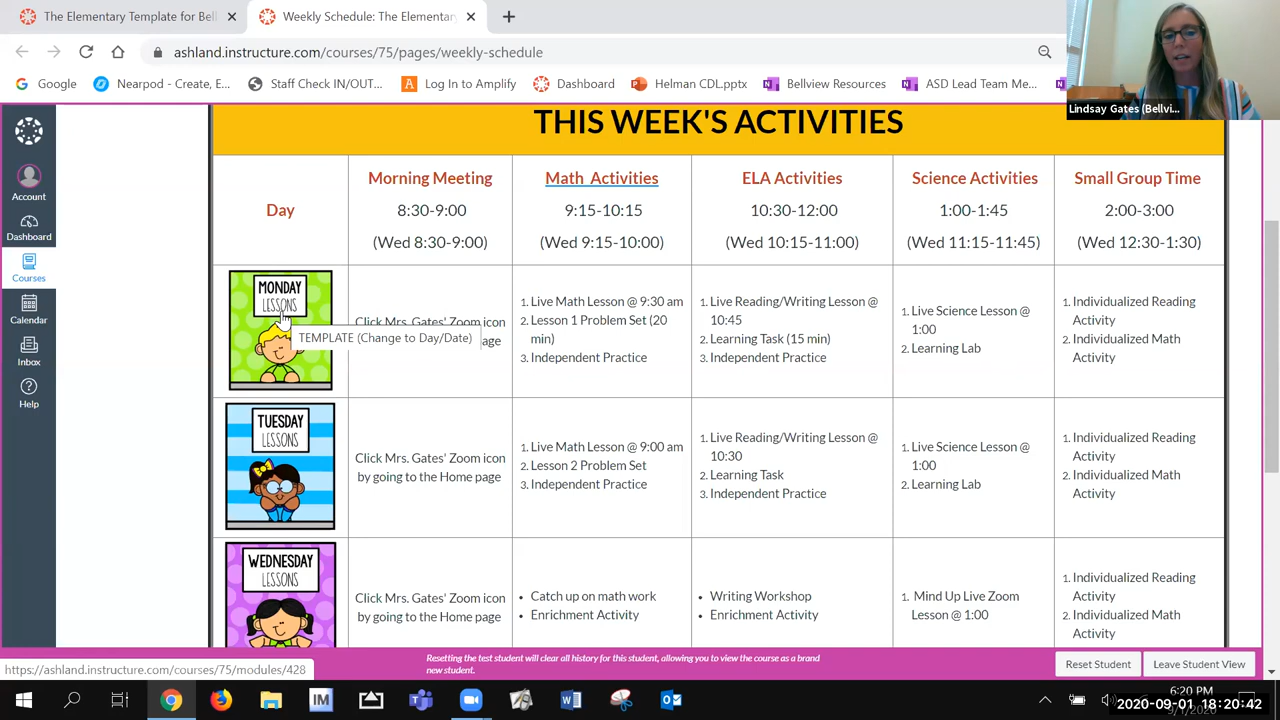 The Elementary Template for Bell
Weekly Schedule: The Elementary
ashland.instructure.com/courses/75/pages/weekly-schedule
Google
Nearpod - Create, E...
Staff Check IN/OUT...
Log In to Amplify
Dashboard
Helman CDL.pptx
Bellview Resources
ASD Lead Team Me...
Lindsay Gates (Bellvi...
Account
Dashboard
Courses
Calendar
Inbox
Help
THIS WEEK'S ACTIVITIES
Day
Morning Meeting
8:30-9:00
(Wed 8:30-9:00)
Math Activities
9:15-10:15
(Wed 9:15-10:00)
ELA Activities
10:30-12:00
(Wed 10:15-11:00)
Science Activities
1:00-1:45
(Wed 11:15-11:45)
Small Group Time
2:00-3:00
(Wed 12:30-1:30)
MONDAY
LESSONS
Click Mrs. Gates' Zoom icon
age
TEMPLATE (Change to Day/Date)
1. Live Math Lesson @ 9:30 am
2. Lesson 1 Problem Set (20
min)
3. Independent Practice
1. Live Reading/Writing Lesson @
10:45
2. Learning Task (15 min)
3. Independent Practice
1. Live Science Lesson @
1:00
2. Learning Lab
1. Individualized Reading
Activity
2. Individualized Math
Activity
TUESDAY
LESSONS
Click Mrs. Gates' Zoom icon
by going to the Home page
1. Live Math Lesson @ 9:00 am
2. Lesson 2 Problem Set
3. Independent Practice
1. Live Reading/Writing Lesson @
10:30
2. Learning Task
3. Independent Practice
1. Live Science Lesson @
1:00
2. Learning Lab
1. Individualized Reading
Activity
2. Individualized Math
Activity
WEDNESDAY
LESSONS
Click Mrs. Gates' Zoom icon
by going to the Home page
• Catch up on math work
• Enrichment Activity
• Writing Workshop
• Enrichment Activity
1. Mind Up Live Zoom
Lesson @ 1:00
1. Individualized Reading
Activity
2. Individualized Math
Activity
https://ashland.instructure.com/courses/75/modules/428
Resetting the test student will clear all history for this student, allowing you to view the course as a brand
new student.
Reset Student
Leave Student View
6:20 PM
2020-09-01 18:20:42